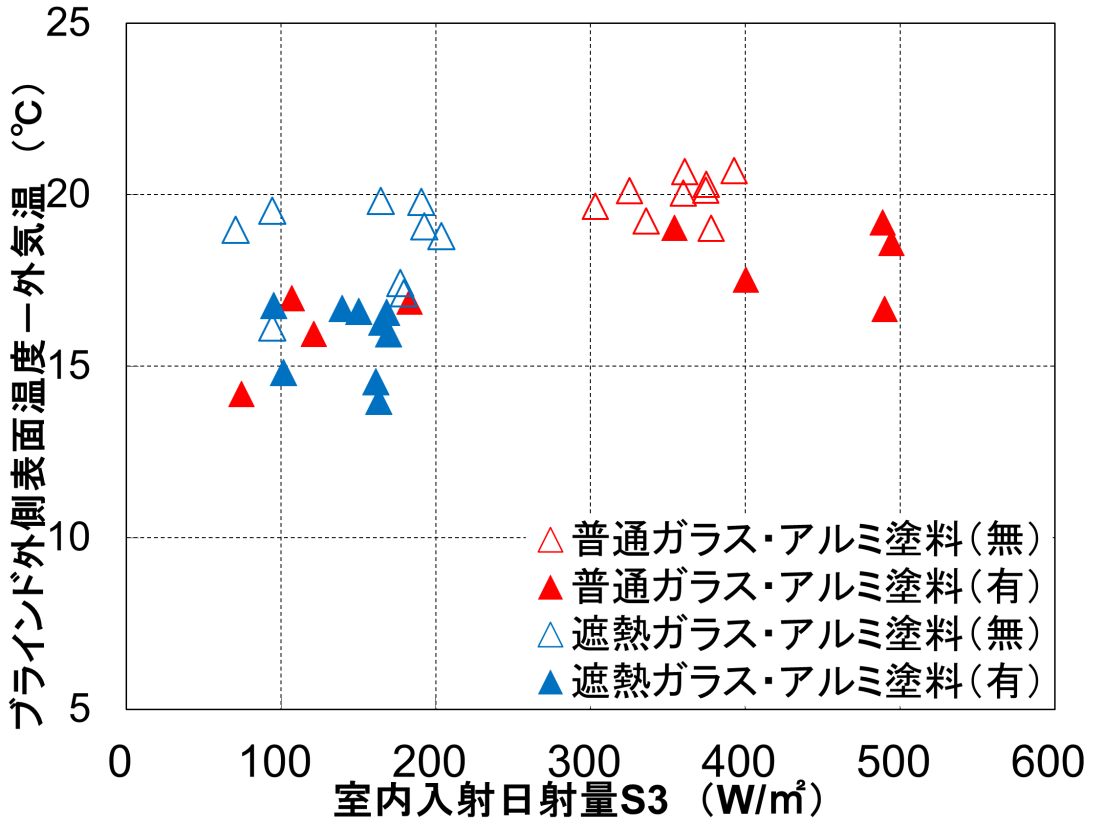 25
20
15
10
5
ブラインド外側表面温度－外気温 （℃）
普通ガラス・アルミ塗料（無）
普通ガラス・アルミ塗料（有）
遮熱ガラス・アルミ塗料（無）
遮熱ガラス・アルミ塗料（有）
0 100 200 300 400 500 600
室内入射日射量S3 （W/㎡）